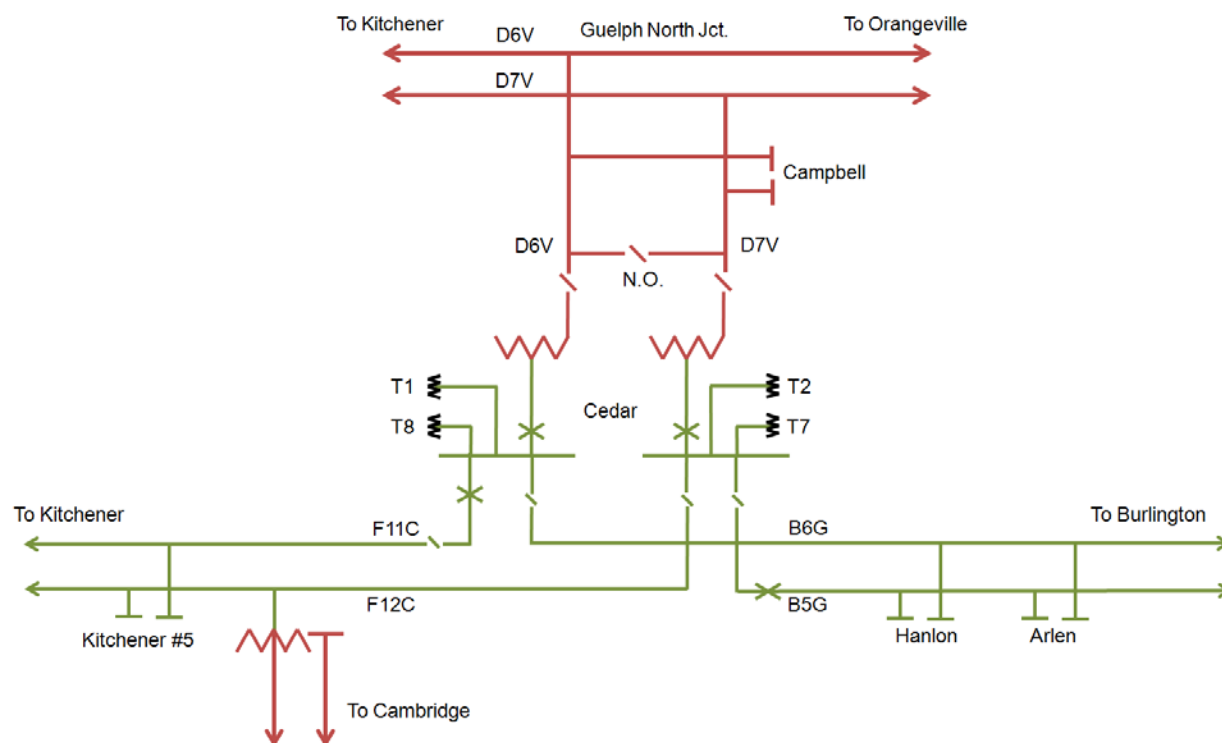 To Kitchener
Guelph North Jct.
To Orangeville
D6V
D7V
Campbell
D6V
D7V
N.O.
T1
T2
Cedar
T8
T7
To Kitchener
F11C
B6G
To Burlington
F12C
B5G
Kitchener #5
Hanlon
Arlen
To Cambridge